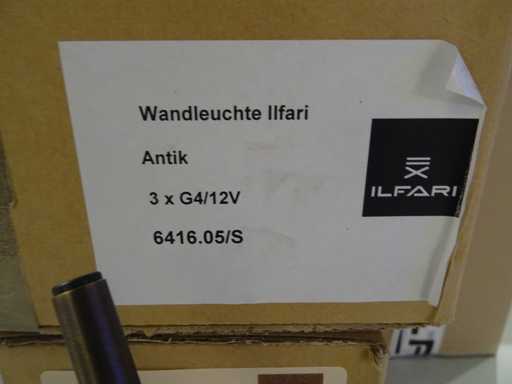 Wandleuchte Ilfari
Antik
3 x G4/12V
6416.05/S
ILFARI